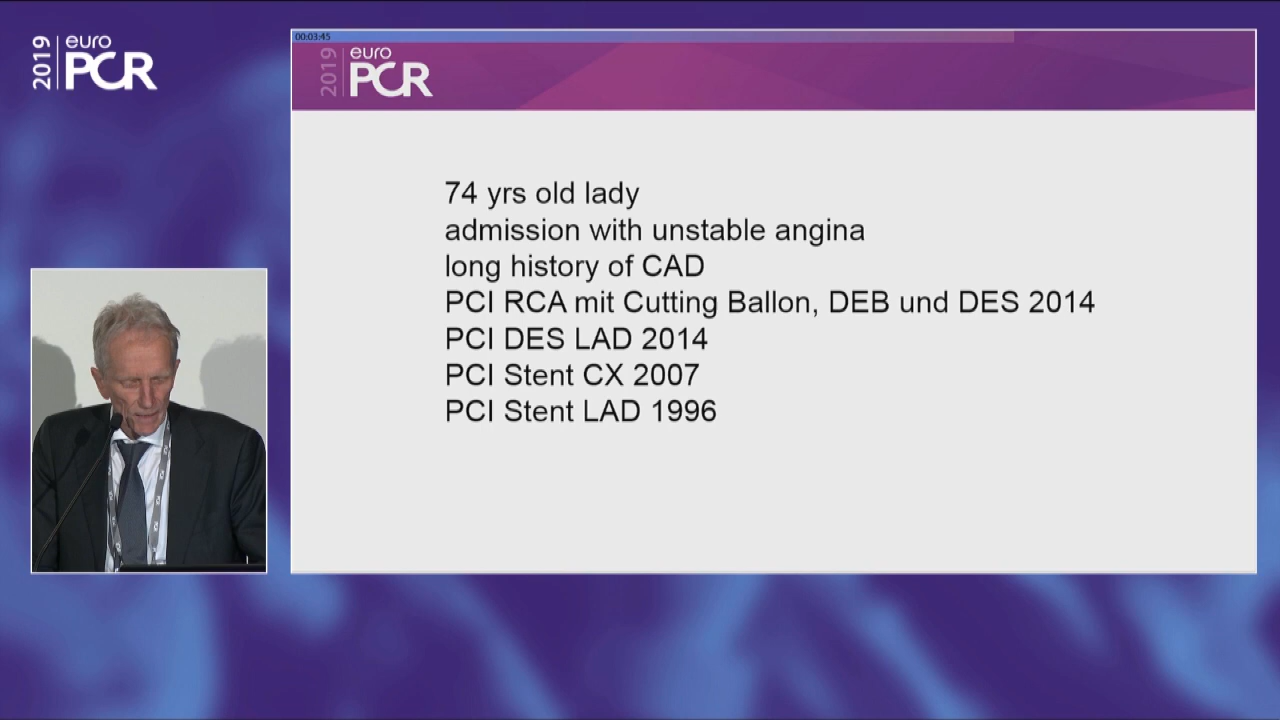 2019
euro
PCR
00:03:45
2019
euro
PCR
74 yrs old lady
admission with unstable angina
long history of CAD
PCI RCA mit Cutting Ballon, DEB und DES 2014
PCI DES LAD 2014
PCI Stent CX 2007
PCI Stent LAD 1996